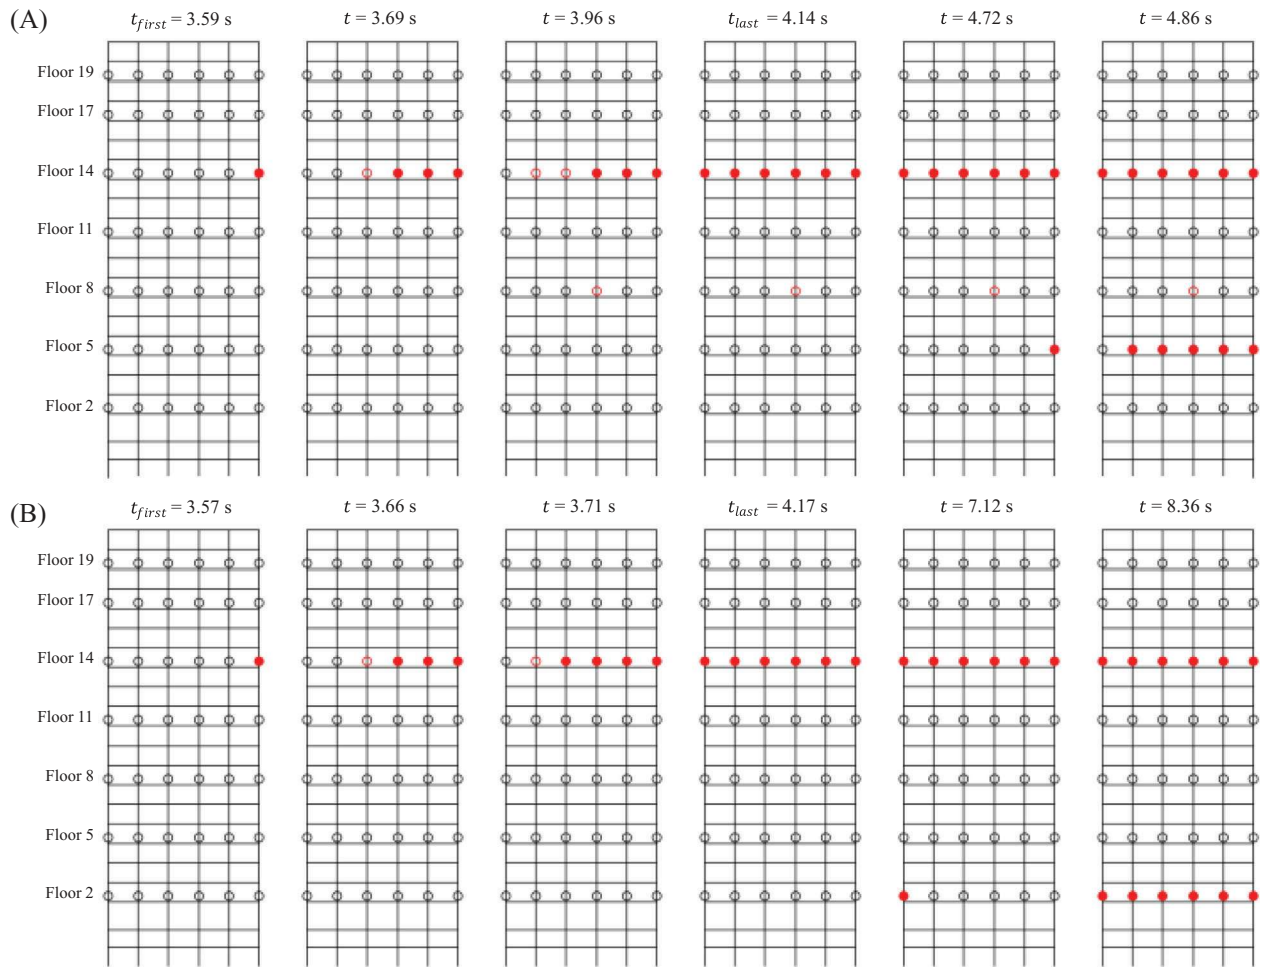 (A)
t_first = 3.59 s t = 3.69 s t = 3.96 s t_last = 4.14 s t = 4.72 s t = 4.86 s
Floor 19
Floor 17
Floor 14
Floor 11
Floor 8
Floor 5
Floor 2
(B)
t_first = 3.57 s t = 3.66 s t = 3.71 s t_last = 4.17 s t = 7.12 s t = 8.36 s
Floor 19
Floor 17
Floor 14
Floor 11
Floor 8
Floor 5
Floor 2